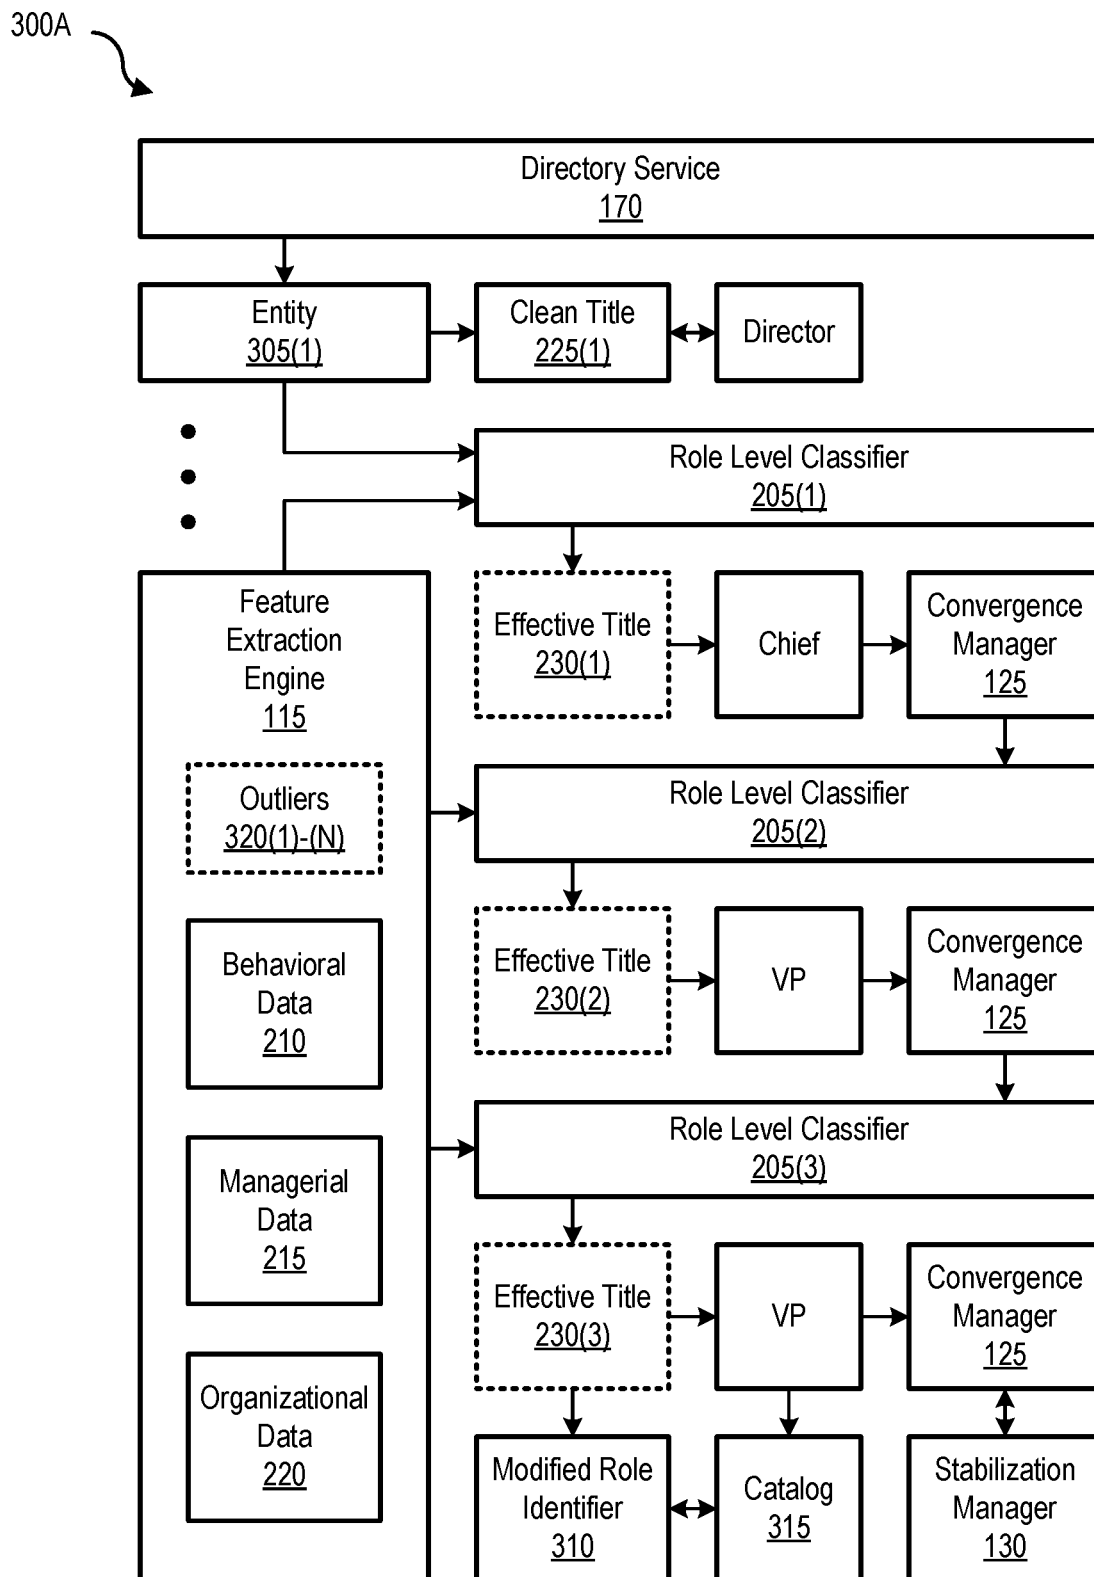 300A
Directory Service
170
Entity
305(1)
Clean Title
225(1)
Director
Role Level Classifier
205(1)
Feature
Extraction
Engine
115
Effective Title
230(1)
Chief
Convergence
Manager
125
Outliers
320(1)-(N)
Role Level Classifier
205(2)
Behavioral
Data
210
Effective Title
230(2)
VP
Convergence
Manager
125
Managerial
Data
215
Role Level Classifier
205(3)
Effective Title
230(3)
VP
Convergence
Manager
125
Organizational
Data
220
Modified Role
Identifier
310
Catalog
315
Stabilization
Manager
130